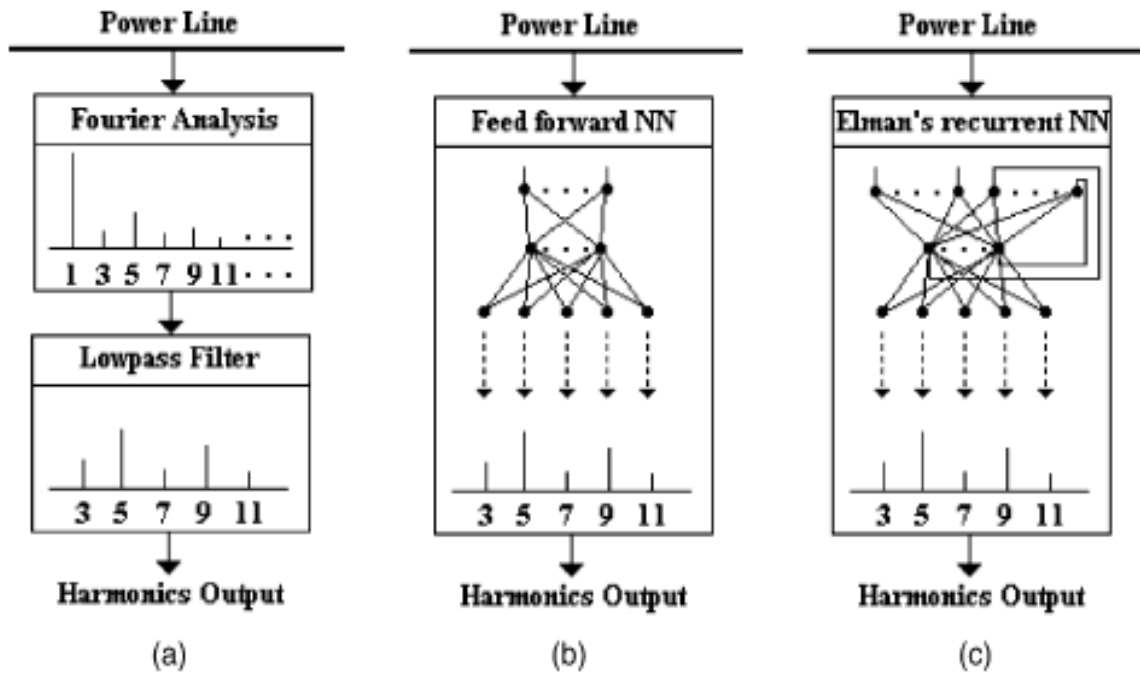 Power Line
Fourier Analysis
1 3 5 7 9 11 . . .
Lowpass Filter
3 5 7 9 11
Harmonics Output
(a)
Power Line
Feed forward NN
3 5 7 9 11
Harmonics Output
(b)
Power Line
Elman's recurrent NN
3 5 7 9 11
Harmonics Output
(c)